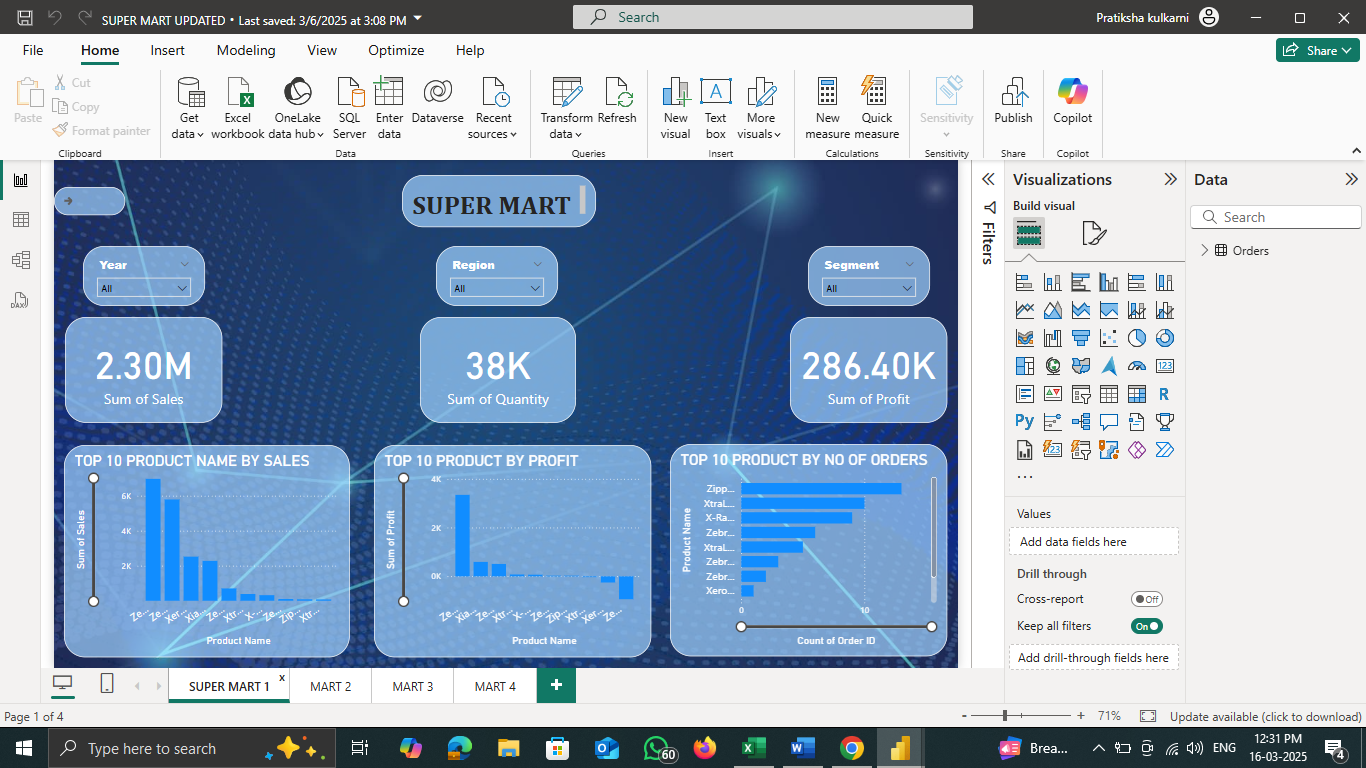 SUPER MART UPDATED • Last saved: 3/6/2025 at 3:08 PM
Search
Pratiksha kulkarni
File Home Insert Modeling View Optimize Help
Share
Paste
Cut
Copy
Format painter
Clipboard
Get data
Excel workbook
OneLake data hub
SQL Server
Enter data
Dataverse
Recent sources
Data
Transform data
Refresh
Queries
New visual
Text box
More visuals
Insert
New measure
Quick measure
Calculations
Sensitivity
Sensitivity
Publish
Share
Copilot
Copilot
SUPER MART
Year
All
Region
All
Segment
All
2.30M
Sum of Sales
38K
Sum of Quantity
286.40K
Sum of Profit
TOP 10 PRODUCT NAME BY SALES
Sum of Sales
6K
4K
2K
Ze... Ze... Xer... Xia... Ze... Xtr... X-... Ze... Zip... Xtr...
Product Name
TOP 10 PRODUCT BY PROFIT
Sum of Profit
4K
2K
0K
Ze... Xia... Ze... Xtr... X-... Ze... Zip... Xtr... Xer... Ze...
Product Name
TOP 10 PRODUCT BY NO OF ORDERS
Product Name
Zipp...
XtraL...
X-Ra...
Zebr...
XtraL...
Zebr...
Zebr...
Xero...
0 10
Count of Order ID
Filters
Visualizations
Build visual
123
R
Py
123
...
Values
Add data fields here
Drill through
Cross-report
Off
Keep all filters
On
Add drill-through fields here
Data
Search
Orders
SUPER MART 1
x
MART 2
MART 3
MART 4
+
Page 1 of 4
- + 71%
Update available (click to download)
Type here to search
60
Brea...
ENG
12:31 PM
16-03-2025
4